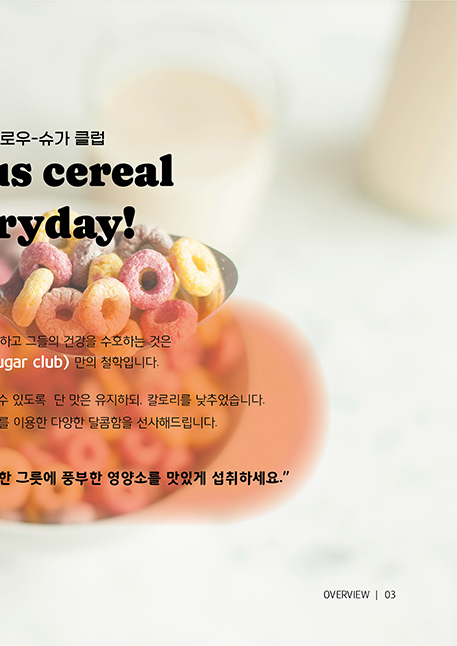 로우-슈가 클럽
us cereal
ryday!
하고 그들의 건강을 수호하는 것은
ugar club) 만의 철학입니다.
수 있도록 단 맛은 유지하되, 칼로리를 낮추었습니다.
를 이용한 다양한 달콤함을 선사해드립니다.
한 그릇에 풍부한 영양소를 맛있게 섭취하세요.”
OVERVIEW | 03